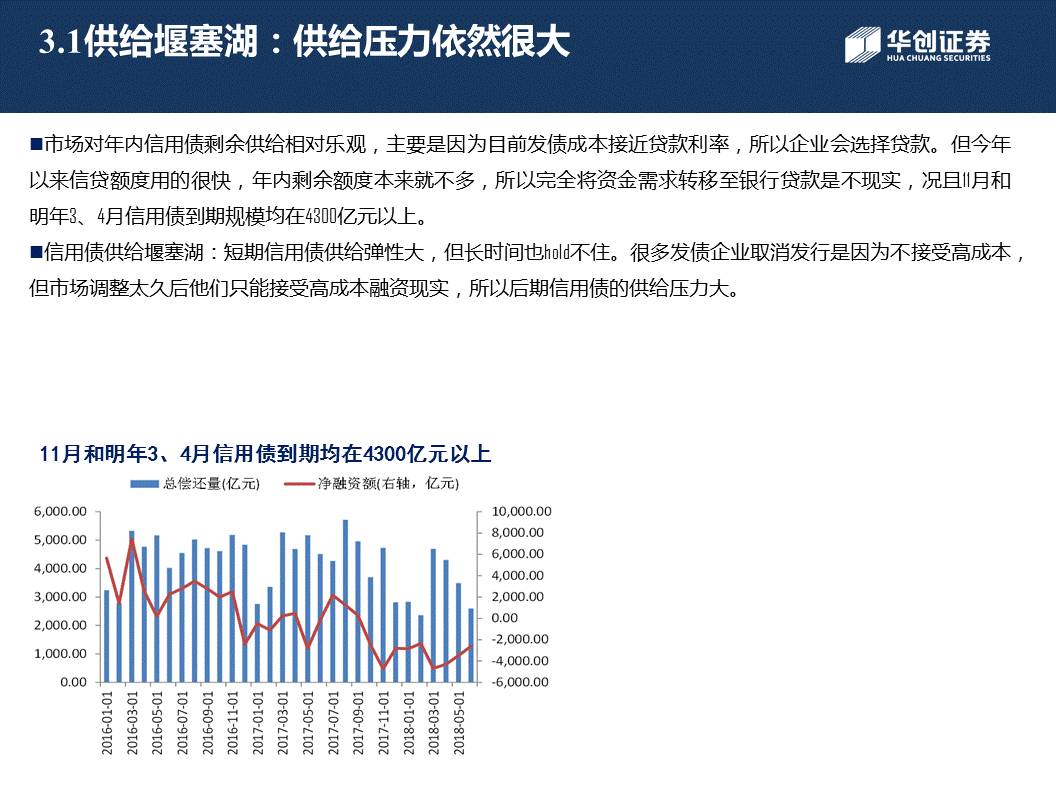 3.1供给堰塞湖：供给压力依然很大
华创证券
HUA CHUANG SECURITIES
■市场对年内信用债剩余供给相对乐观，主要是因为目前发债成本接近贷款利率，所以企业会选择贷款。但今年
以来信贷额度用的很快，年内剩余额度本来就不多，所以完全将资金需求转移至银行贷款是不现实，况且11月和
明年3、4月信用债到期规模均在4300亿元以上。
■信用债供给堰塞湖：短期信用债供给弹性大，但长时间也hold不住。很多发债企业取消发行是因为不接受高成本，
但市场调整太久后他们只能接受高成本融资现实，所以后期信用债的供给压力大。
11月和明年3、4月信用债到期均在4300亿元以上
总偿还量(亿元)
净融资额(右轴，亿元)
6,000.00
5,000.00
4,000.00
3,000.00
2,000.00
1,000.00
0.00
10,000.00
8,000.00
6,000.00
4,000.00
2,000.00
0.00
-2,000.00
-4,000.00
-6,000.00
2016-01-01
2016-03-01
2016-05-01
2016-07-01
2016-09-01
2016-11-01
2017-01-01
2017-03-01
2017-05-01
2017-07-01
2017-09-01
2017-11-01
2018-01-01
2018-03-01
2018-05-01